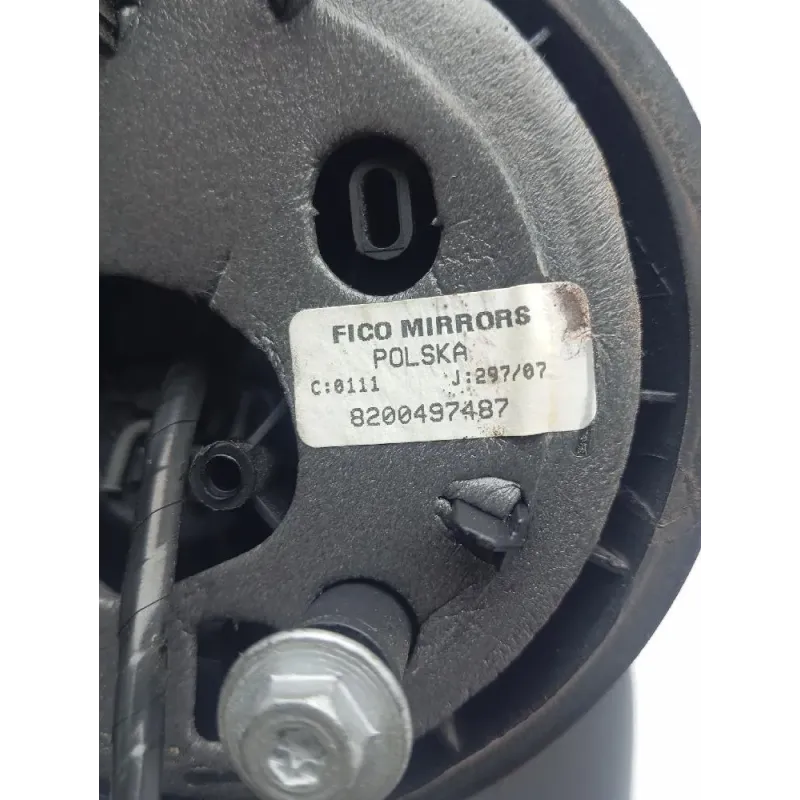 FICO MIRRORS
POLSKA
C:0111 J:297/07
8200497487